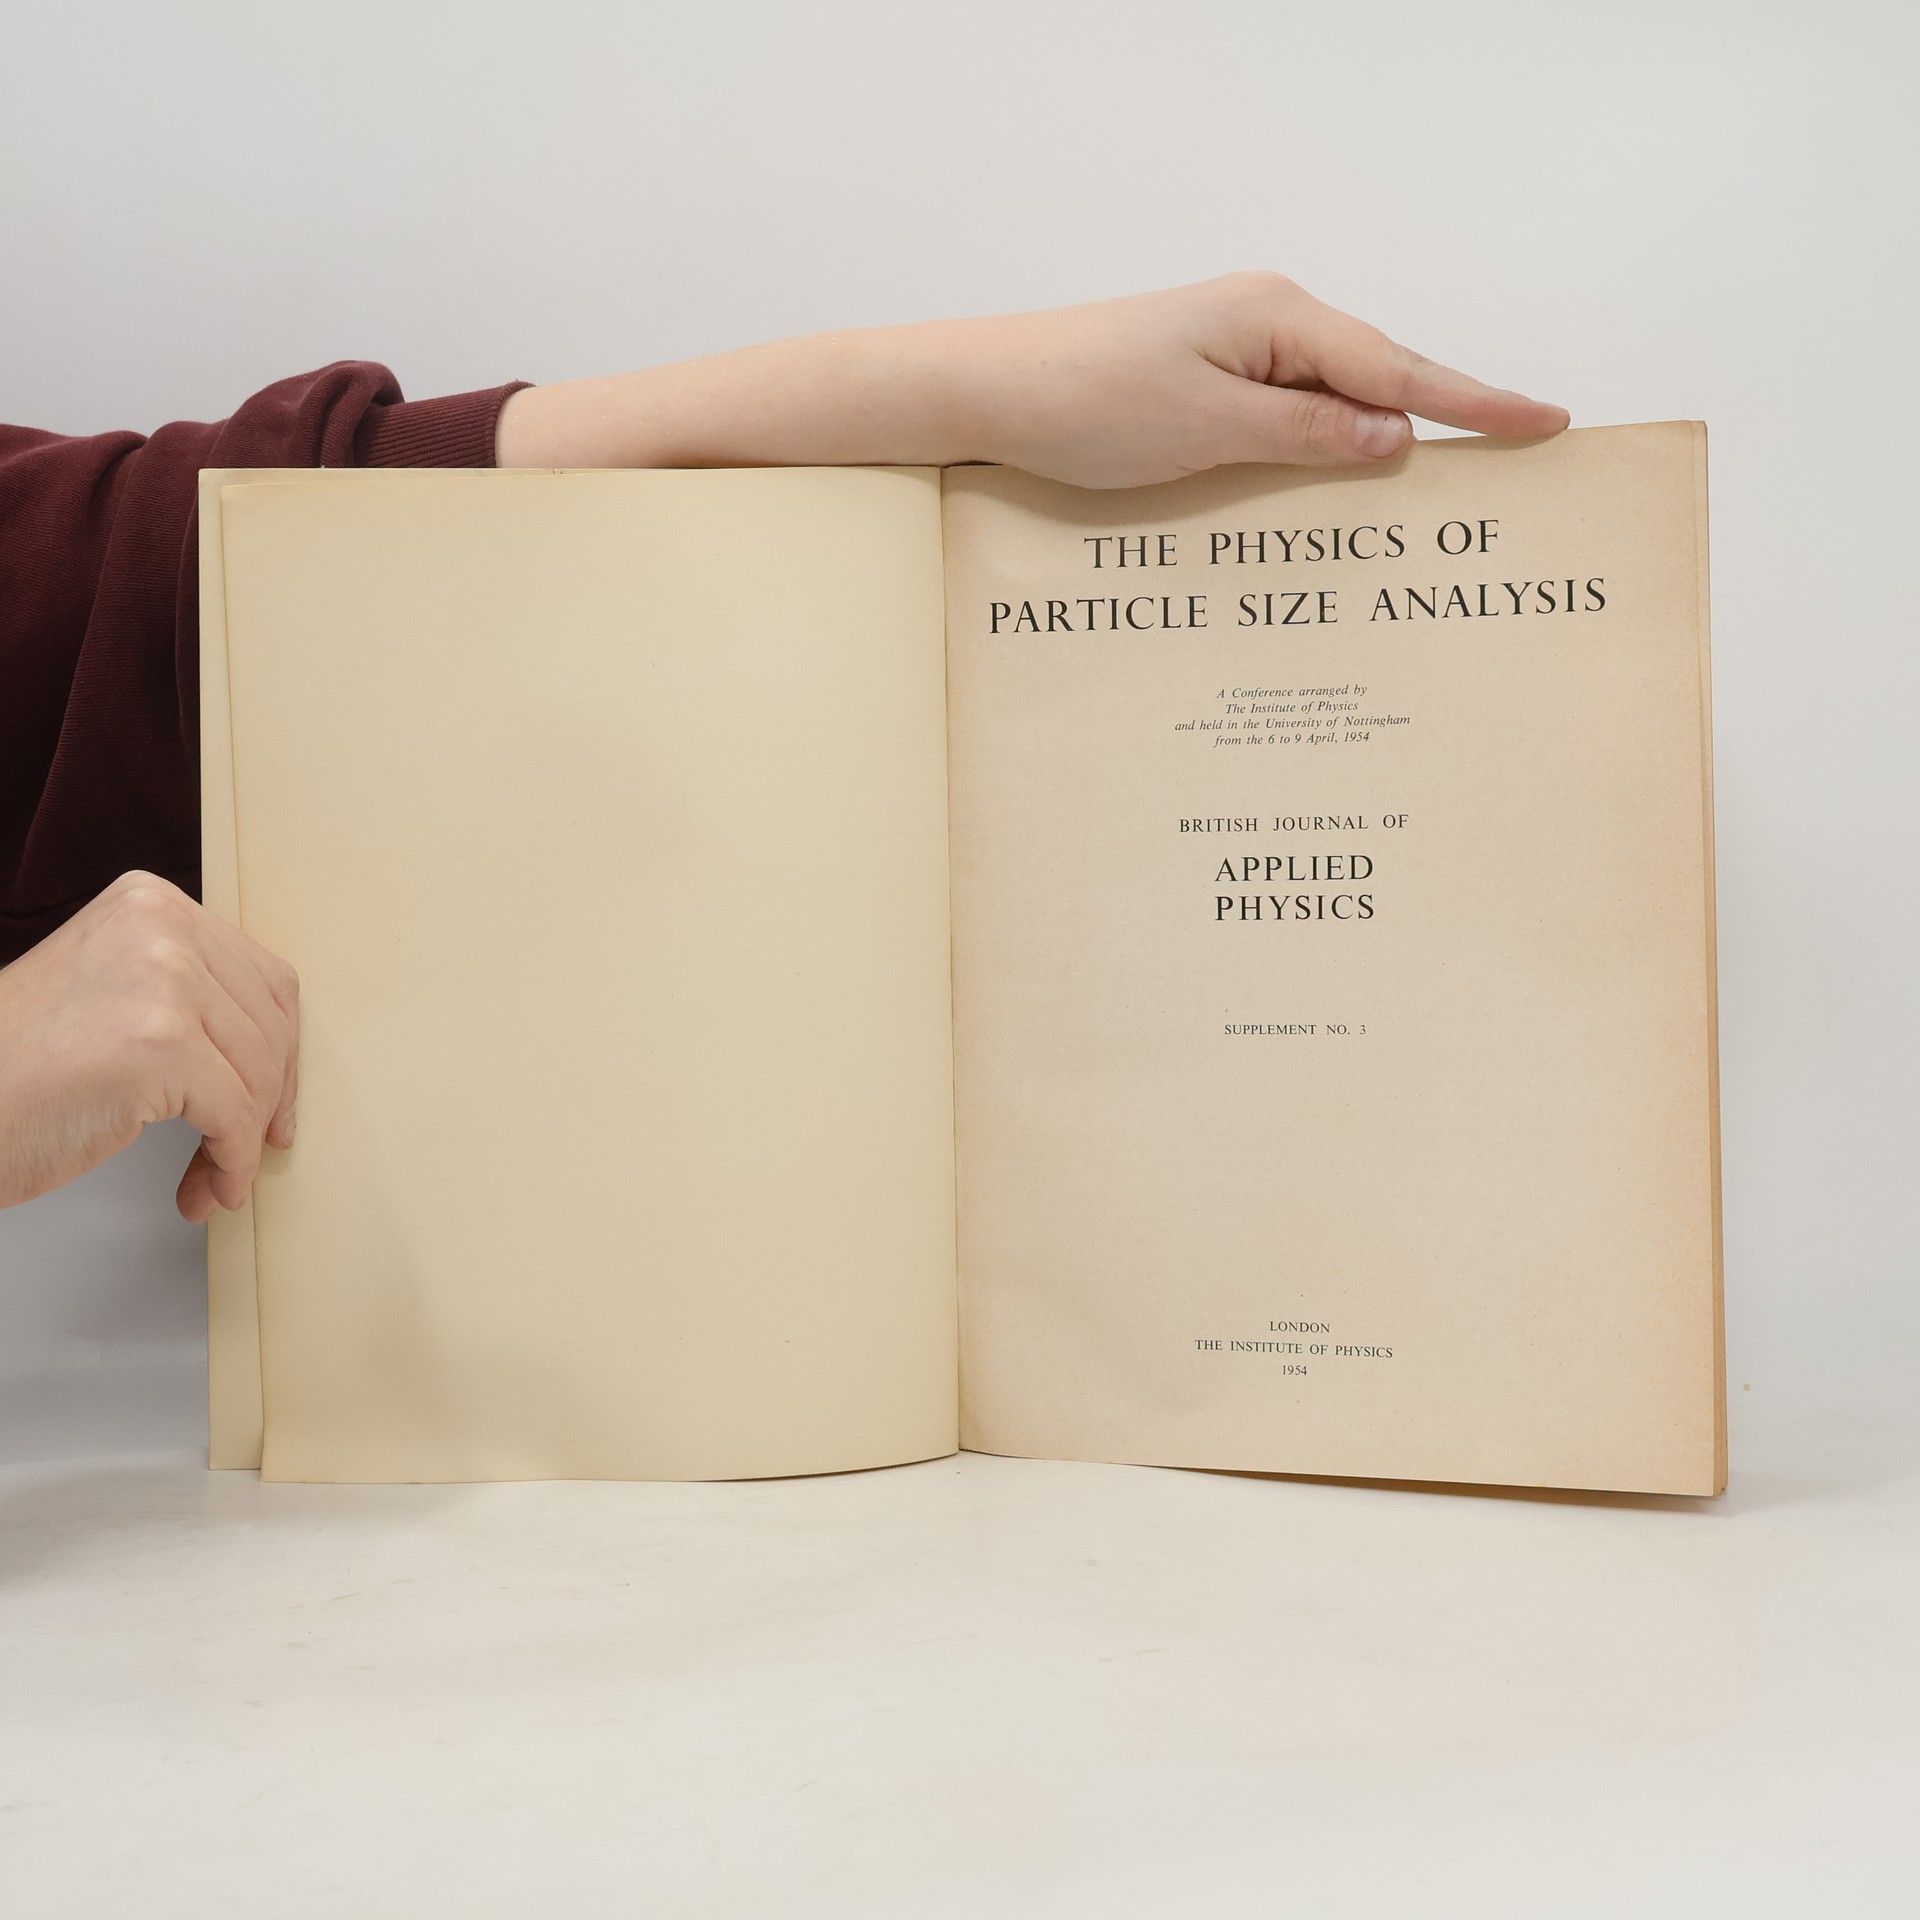 THE PHYSICS OF
PARTICLE SIZE ANALYSIS
A Conference arranged by
The Institute of Physics
and held in the University of Nottingham
from the 6 to 9 April, 1954
BRITISH JOURNAL OF
APPLIED
PHYSICS
SUPPLEMENT NO. 3
LONDON
THE INSTITUTE OF PHYSICS
1954